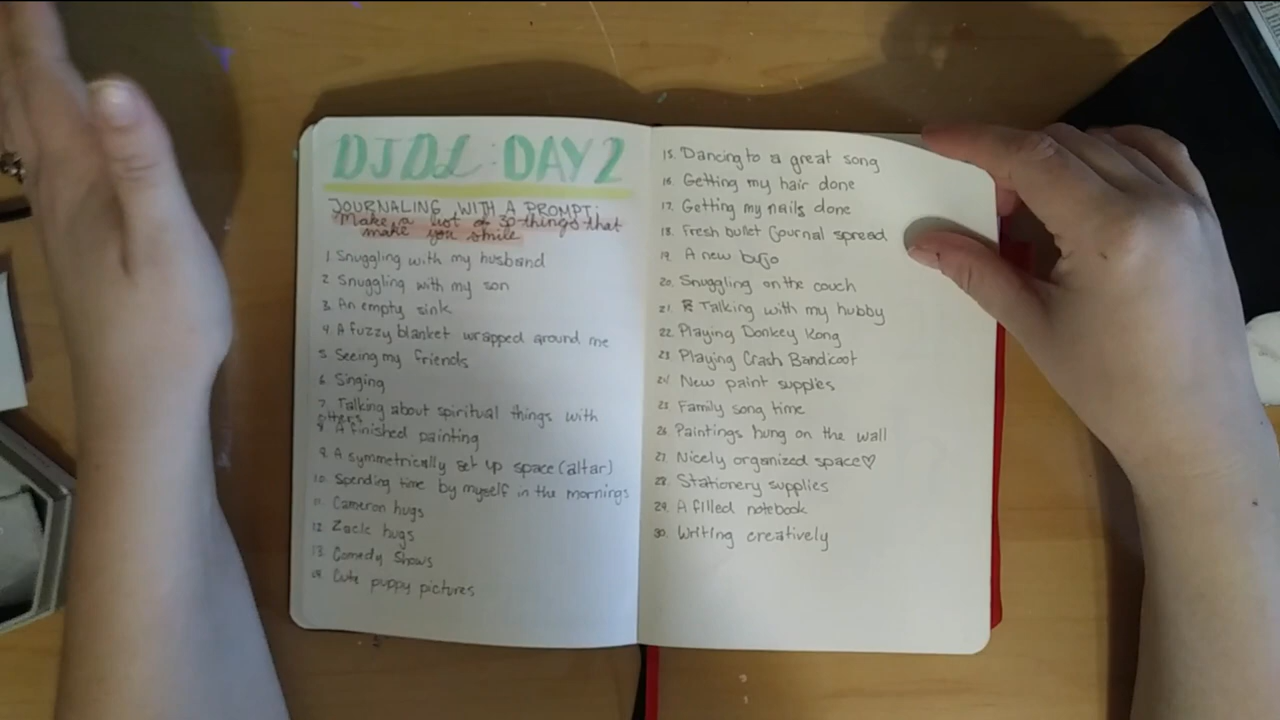 DJDL: DAY 2
JOURNALING WITH A PROMPT:
Make a list of 30 things that
make you smile
1. Snuggling with my husband
2. Snuggling with my son
3. An empty sink
4. A fuzzy blanket wrapped around me
5. Seeing my friends
6. Singing
7. Talking about spiritual things with
others
8. A finished painting
9. A symmetrically set up space (altar)
10. Spending time by myself in the mornings
11. Cameron hugs
12. Zack hugs
13. Comedy shows
14. Cute puppy pictures
15. Dancing to a great song
16. Getting my hair done
17. Getting my nails done
18. Fresh bullet journal spread
19. A new bujo
20. Snuggling on the couch
21. Talking with my hubby
22. Playing Donkey Kong
23. Playing Crash Bandicoot
24. New paint supplies
25. Family song time
26. Paintings hung on the wall
27. Nicely organized space♡
28. Stationery supplies
29. A filled notebook
30. Writing creatively